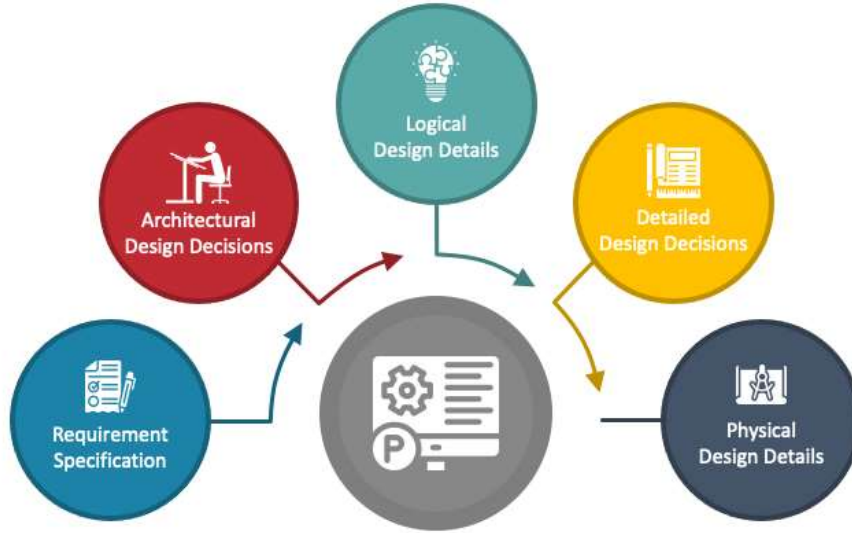 Logical
Design Details
Architectural
Design Decisions
Detailed
Design Decisions
Requirement
Specification
P
Physical
Design Details